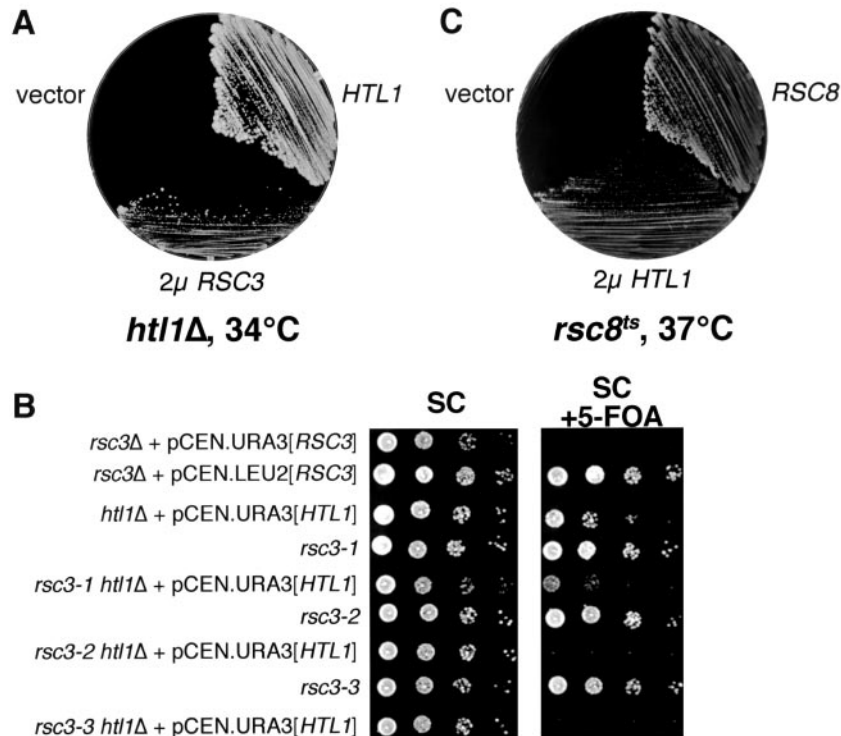 A
vector
HTL1
2µ RSC3
htl1Δ, 34°C
C
vector
RSC8
2µ HTL1
rsc8ts, 37°C
B
SC
SC
+5-FOA
rsc3Δ + pCEN.URA3[RSC3]
rsc3Δ + pCEN.LEU2[RSC3]
htl1Δ + pCEN.URA3[HTL1]
rsc3-1
rsc3-1 htl1Δ + pCEN.URA3[HTL1]
rsc3-2
rsc3-2 htl1Δ + pCEN.URA3[HTL1]
rsc3-3
rsc3-3 htl1Δ + pCEN.URA3[HTL1]